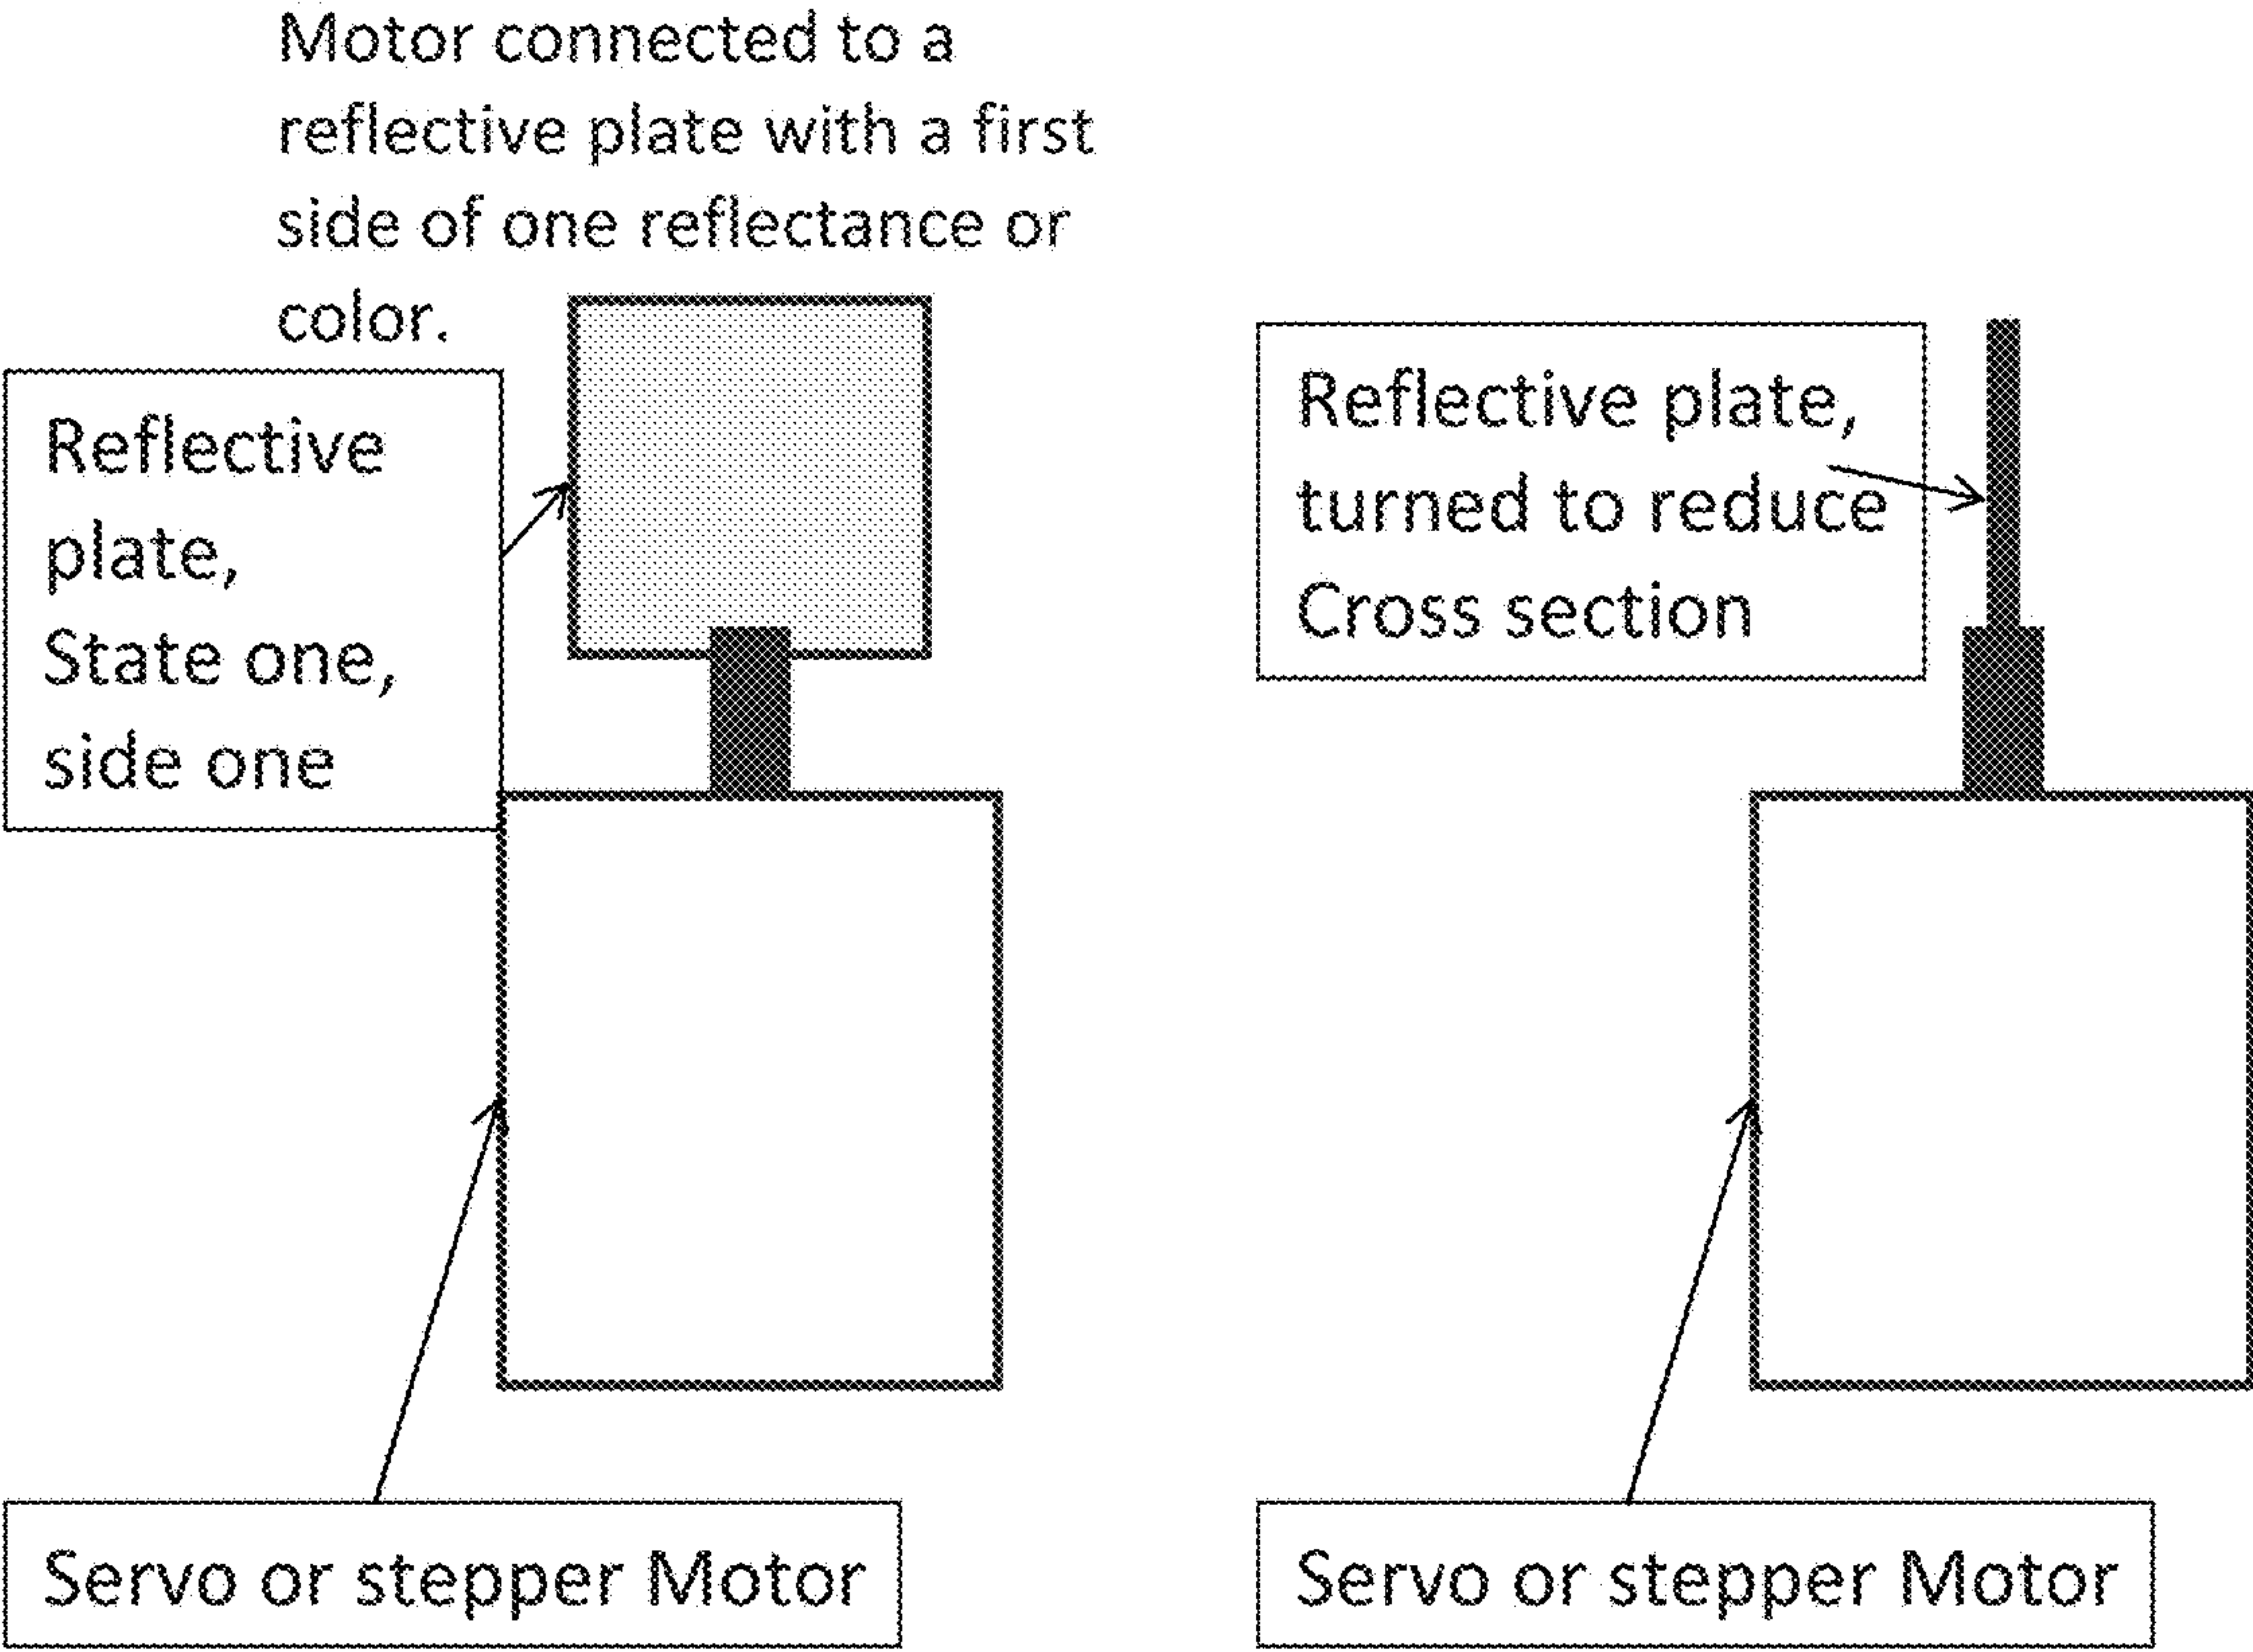 Motor connected to a
reflective plate with a first
side of one reflectance or
color.
Reflective
plate,
State one,
side one
Reflective plate,
turned to reduce
Cross section
Servo or stepper Motor
Servo or stepper Motor